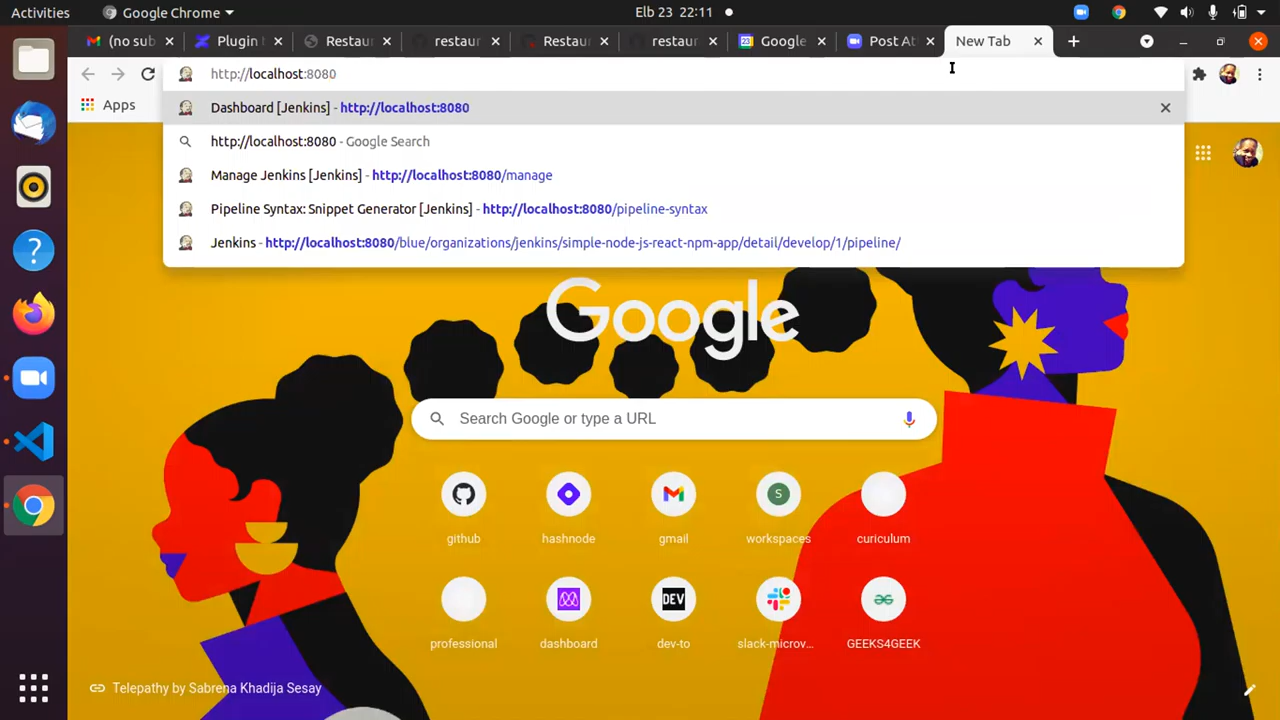 Activities
Google Chrome
Elb 23 22:11
(no sub
Plugin t
Restaur
restaur
Restau
restaur
23
Google
Post At
New Tab
http://localhost:8080
Apps
Dashboard [Jenkins] - http://localhost:8080
http://localhost:8080 - Google Search
Manage Jenkins [Jenkins] - http://localhost:8080/manage
Pipeline Syntax: Snippet Generator [Jenkins] - http://localhost:8080/pipeline-syntax
Jenkins - http://localhost:8080/blue/organizations/jenkins/simple-node-js-react-npm-app/detail/develop/1/pipeline/
Google
Search Google or type a URL
S
github
hashnode
gmail
workspaces
curiculum
DEV
professional
dashboard
dev-to
slack-microv...
GEEKS4GEEK
Telepathy by Sabrena Khadija Sesay